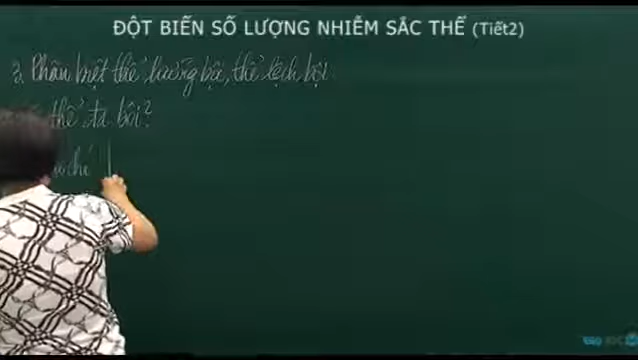 ĐỘT BIẾN SỐ LƯỢNG NHIỄM SẮC THỂ (Tiết2)
3. Phân biệt thể lưỡng bội, thể lệch bội
thể đa bội?
chế